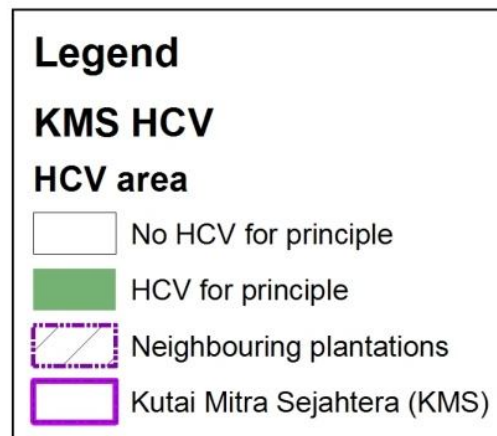 Legend
KMS HCV
HCV area
No HCV for principle
HCV for principle
Neighbouring plantations
Kutai Mitra Sejahtera (KMS)